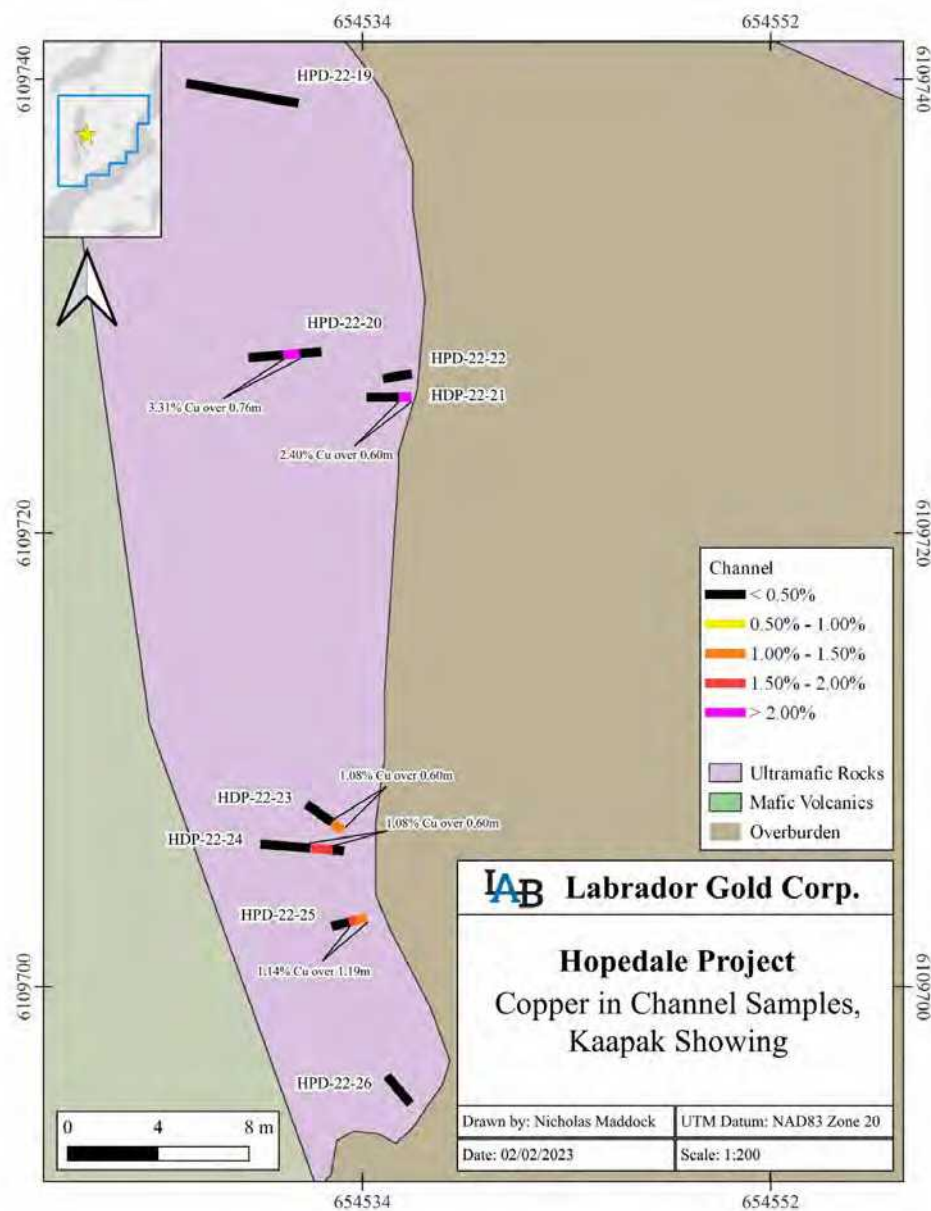 654534
654552
6109740
6109740
HPD-22-19
HPD-22-20
HPD-22-22
HDP-22-21
3.31% Cu over 0.76m
2.40% Cu over 0.60m
6109720
6109720
Channel
< 0.50%
0.50% - 1.00%
1.00% - 1.50%
1.50% - 2.00%
> 2.00%
Ultramafic Rocks
Mafic Volcanics
Overburden
1.08% Cu over 0.60m
HDP-22-23
1.08% Cu over 0.60m
HDP-22-24
HPD-22-25
1.14% Cu over 1.19m
6109700
6109700
HPD-22-26
0 4 8 m
LAB Labrador Gold Corp.
Hopedale Project
Copper in Channel Samples,
Kaapak Showing
Drawn by: Nicholas Maddock
UTM Datum: NAD83 Zone 20
Date: 02/02/2023
Scale: 1:200
654534
654552